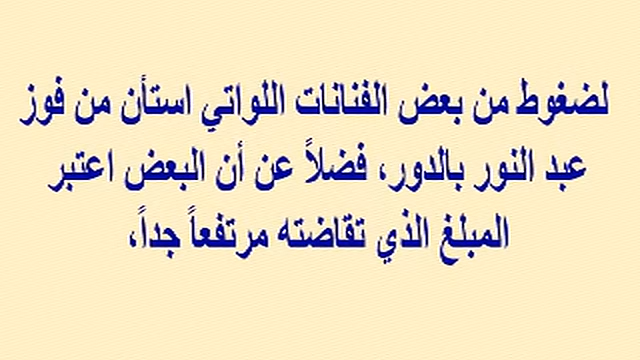 لضغوط من بعض الفنانات اللواتي استأن من فوز
عبد النور بالدور، فضلاً عن أن البعض اعتبر
المبلغ الذي تقاضته مرتفعاً جداً،